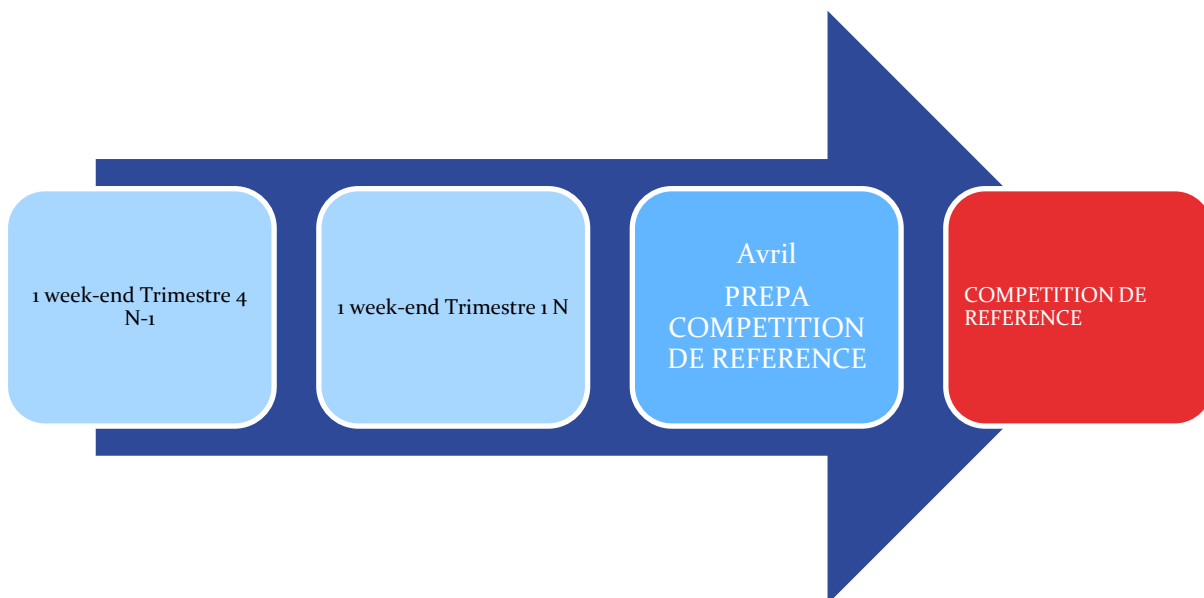 1 week-end Trimestre 4
N-1
1 week-end Trimestre 1 N
Avril
PREPA
COMPETITION
DE REFERENCE
COMPETITION DE
REFERENCE